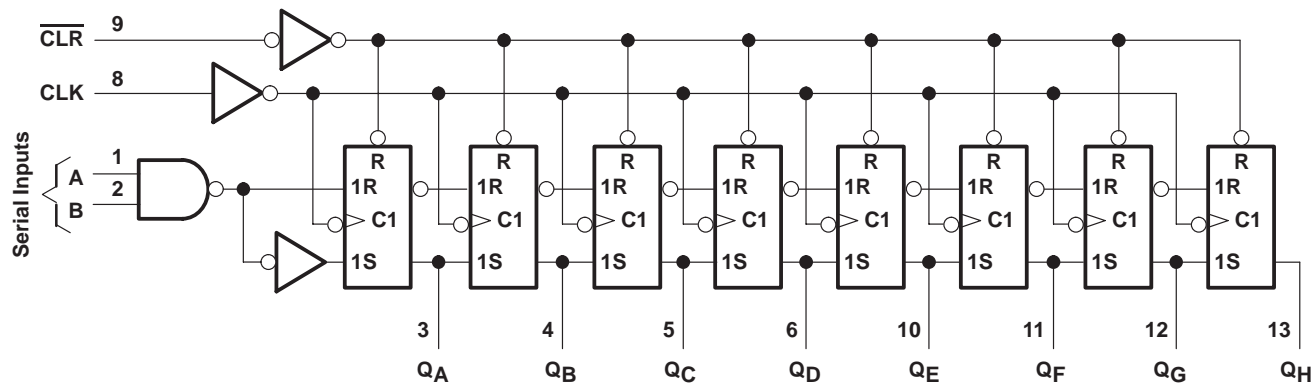 CLR 9
CLK 8
Serial Inputs
A 1
B 2
R R R R R R R R
1R 1R 1R 1R 1R 1R 1R 1R
C1 C1 C1 C1 C1 C1 C1 C1
1S 1S 1S 1S 1S 1S 1S 1S
3 4 5 6 10 11 12 13
QA QB QC QD QE QF QG QH